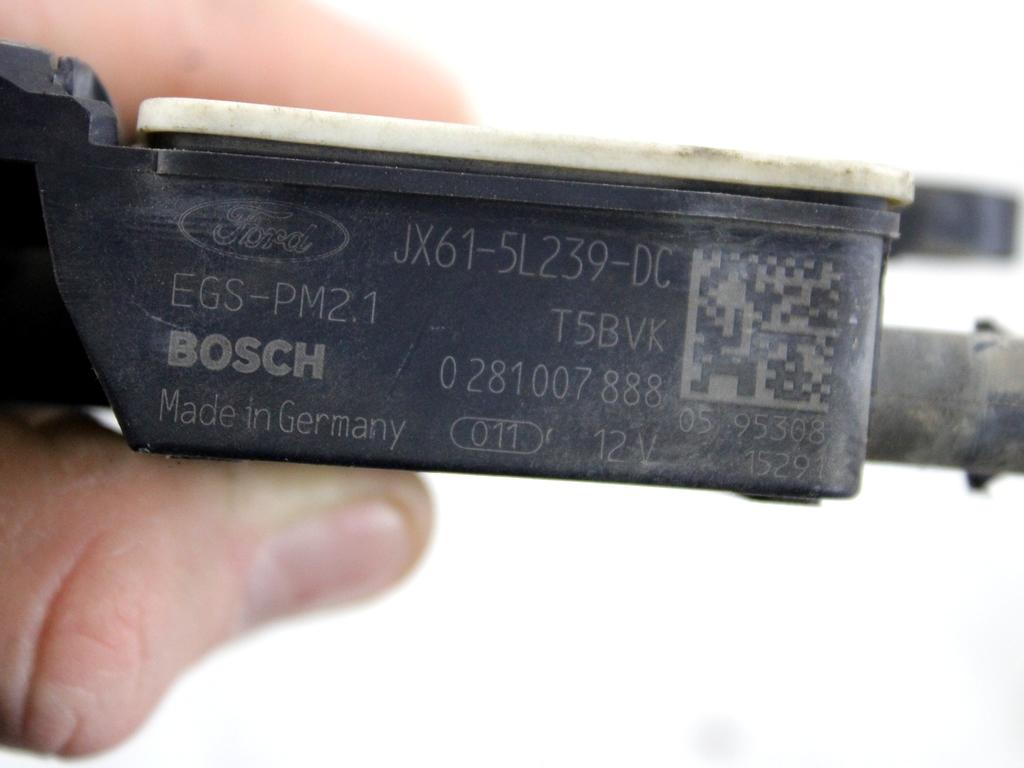 Ford
JX61-5L239-DC
EGS-PM2.1
T5BVK
BOSCH
0 281 007 888
Made in Germany
011
12 V
05 95308
15291